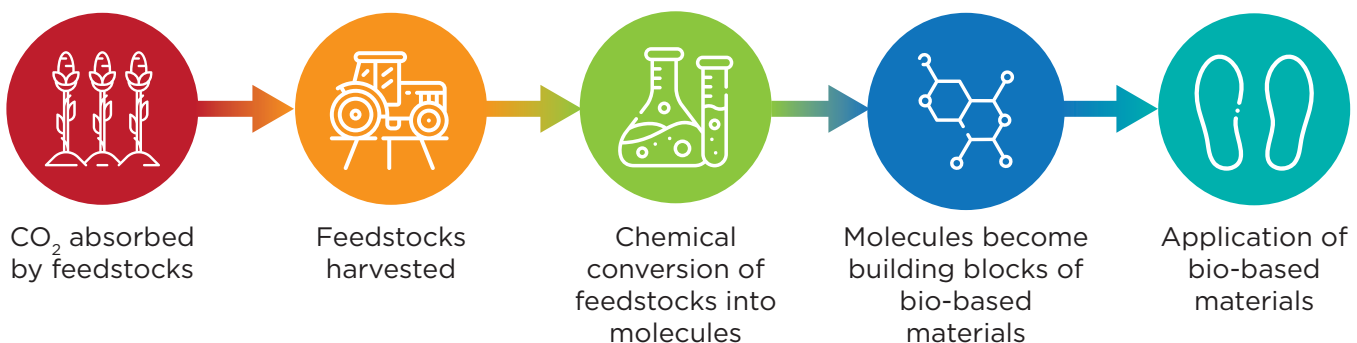 CO₂ absorbed
by feedstocks
Feedstocks
harvested
Chemical
conversion of
feedstocks into
molecules
Molecules become
building blocks of
bio-based
materials
Application of
bio-based
materials